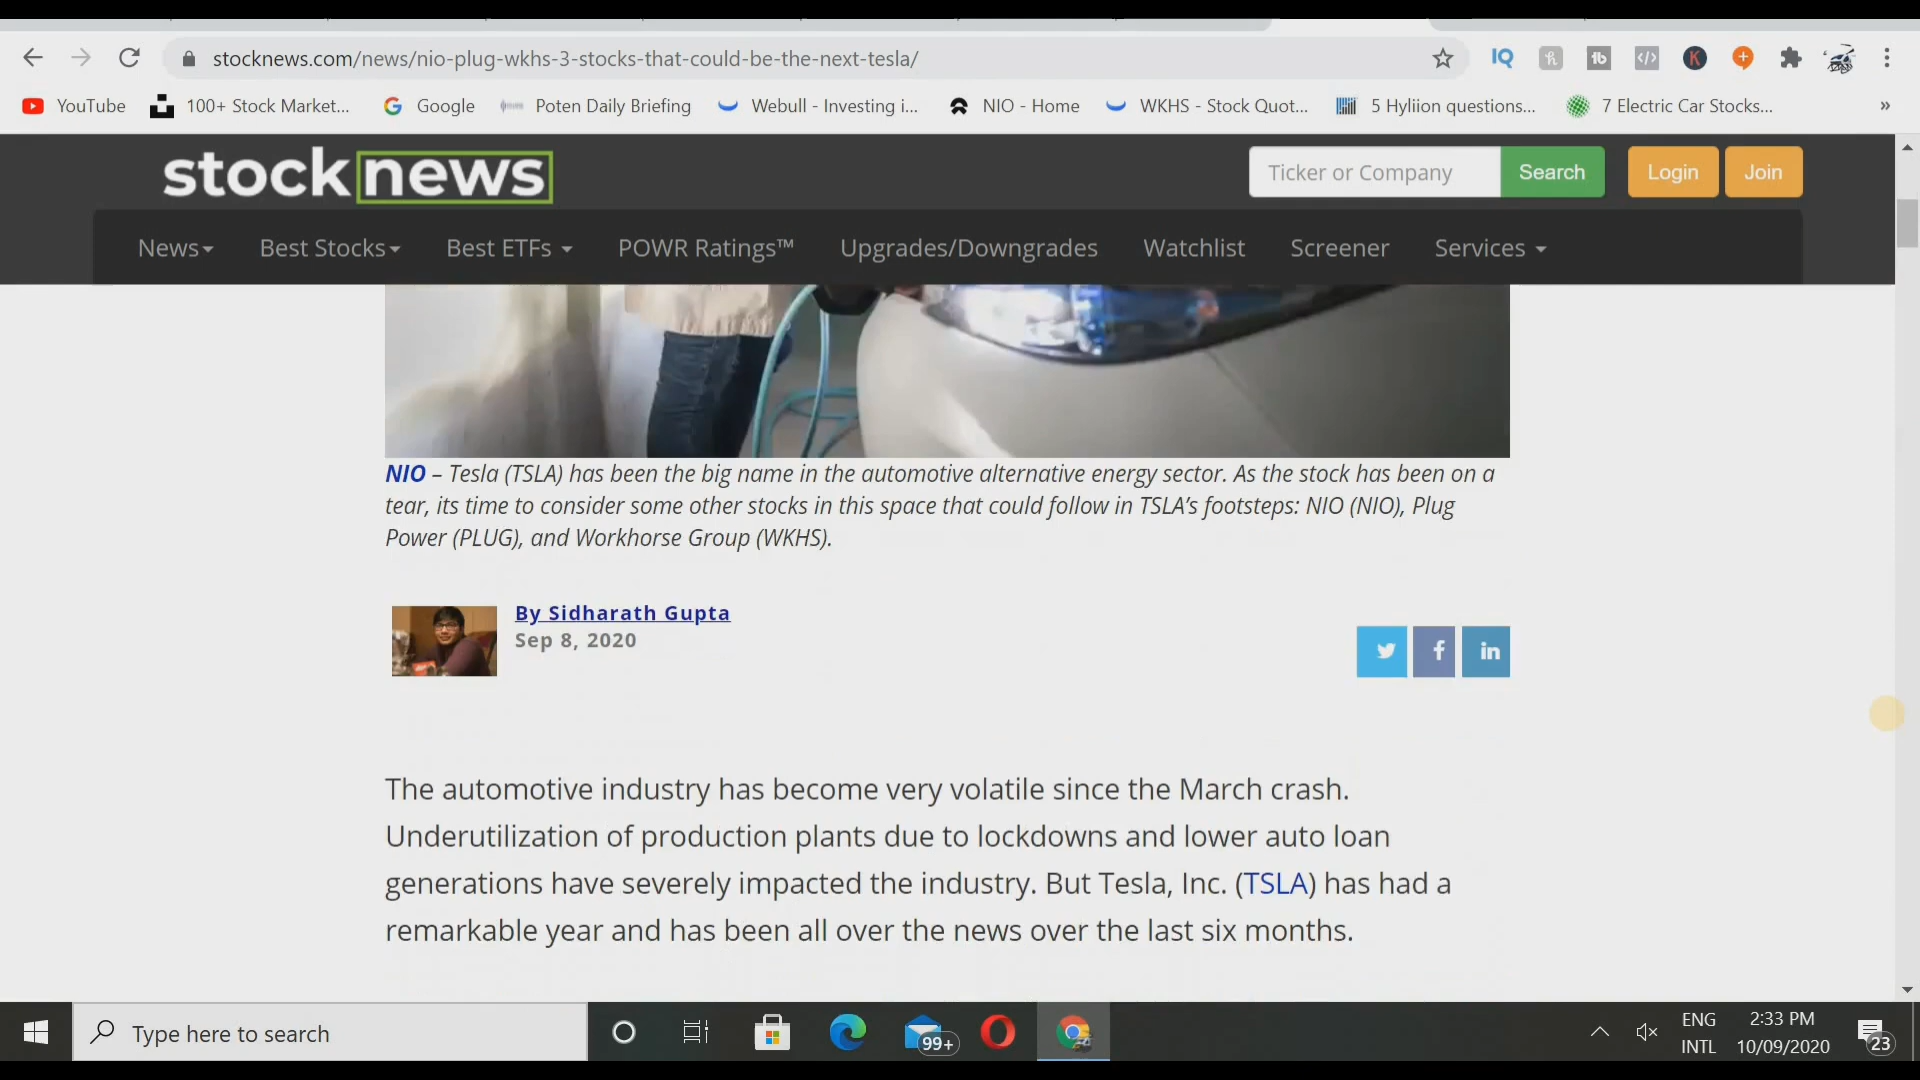 stocknews.com/news/nio-plug-wkhs-3-stocks-that-could-be-the-next-tesla/
IQ
tb
</>
K
YouTube
100+ Stock Market...
Google
Poten Daily Briefing
Webull - Investing i...
NIO - Home
WKHS - Stock Quot...
5 Hyliion questions...
7 Electric Car Stocks...
»
stocknews
Ticker or Company
Search
Login
Join
News
Best Stocks
Best ETFs
POWR Ratings™
Upgrades/Downgrades
Watchlist
Screener
Services
NIO – Tesla (TSLA) has been the big name in the automotive alternative energy sector. As the stock has been on a
tear, its time to consider some other stocks in this space that could follow in TSLA’s footsteps: NIO (NIO), Plug
Power (PLUG), and Workhorse Group (WKHS).
By Sidharath Gupta
Sep 8, 2020
f
in
The automotive industry has become very volatile since the March crash.
Underutilization of production plants due to lockdowns and lower auto loan
generations have severely impacted the industry. But Tesla, Inc. (TSLA) has had a
remarkable year and has been all over the news over the last six months.
Type here to search
99+
ENG
INTL
2:33 PM
10/09/2020
23